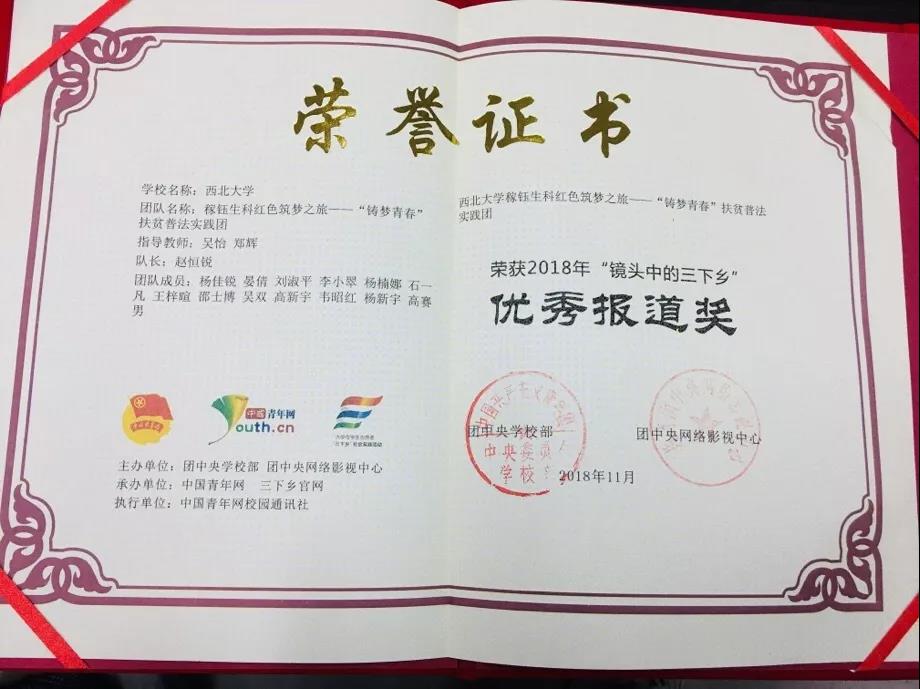 荣誉证书
学校名称：西北大学
团队名称：稼钰生科红色筑梦之旅——“铸梦青春”
扶贫普法实践团
指导教师：吴怡 郑辉
队长：赵恒锐
团队成员：杨佳锐 晏倩 刘淑平 李小翠 杨楠娜 石一
凡 王梓暄 邵士博 吴双 高新宇 韦昭红 杨新宇 高赛
男
中国青年网
Youth.cn
主办单位：团中央学校部 团中央网络影视中心
承办单位：中国青年网 三下乡官网
执行单位：中国青年网校园通讯社
西北大学稼钰生科红色筑梦之旅——“铸梦青春”扶贫普法
实践团
荣获2018年“镜头中的三下乡”
优秀报道奖
团中央学校部
团中央网络影视中心
2018年11月